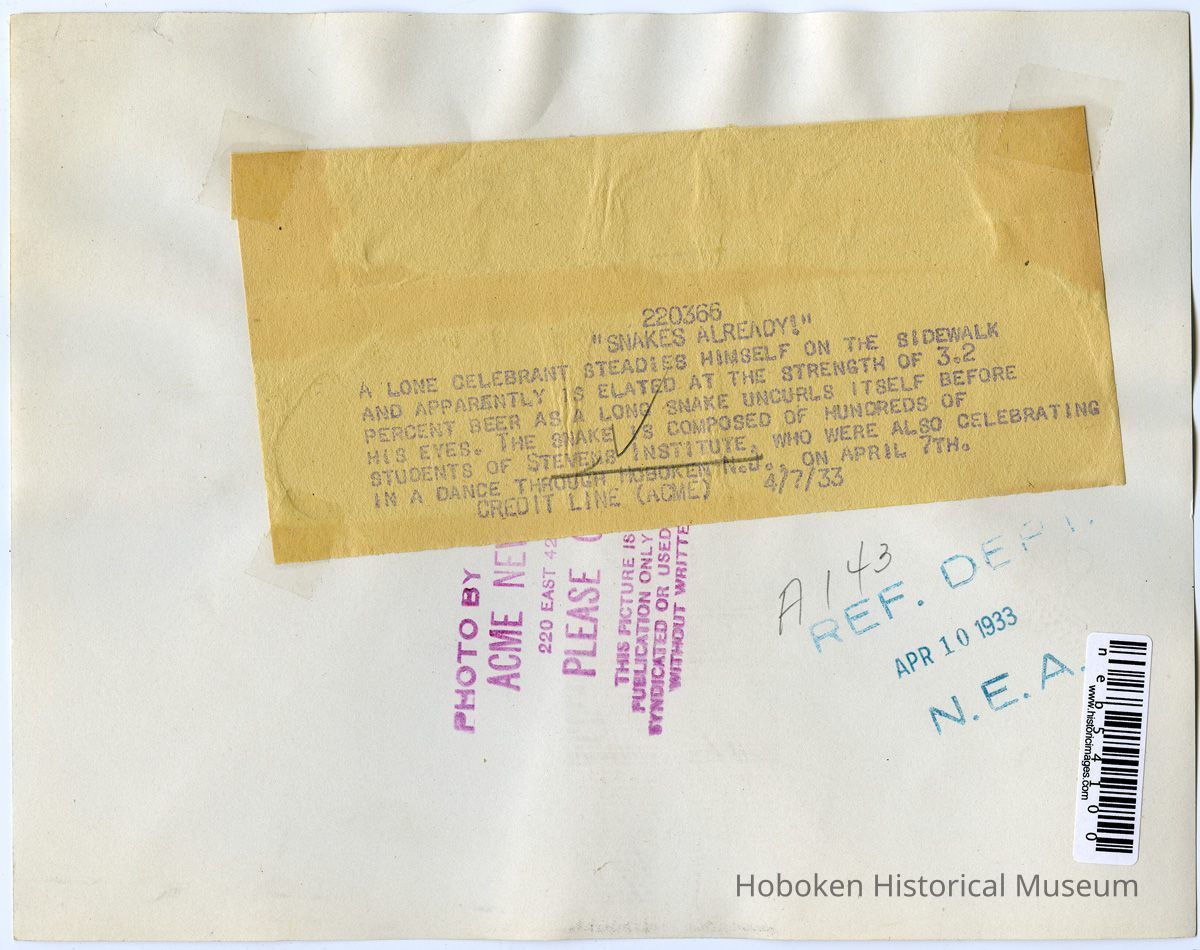 220366
"SNAKES ALREADY!"
A LONE CELEBRANT STEADIES HIMSELF ON THE SIDEWALK
AND APPARENTLY IS ELATED AT THE STRENGTH OF 3.2
PERCENT BEER AS A LONG SNAKE UNCURLS ITSELF BEFORE
HIS EYES. THE SNAKE IS COMPOSED OF HUNDREDS OF
STUDENTS OF STEVENS INSTITUTE, WHO WERE ALSO CELEBRATING
IN A DANCE THROUGH HOBOKEN N.J., ON APRIL 7TH.
CREDIT LINE (ACME) 4/7/33
PHOTO BY
ACME
220 EAST 42
PLEASE
THIS PICTURE IS
PUBLICATION ONLY
SYNDICATED OR USED
WITHOUT WRITTE
A143
REF. DEPT.
APR 10 1933
N.E.A.
neb54100
www.historicimages.com
Hoboken Historical Museum